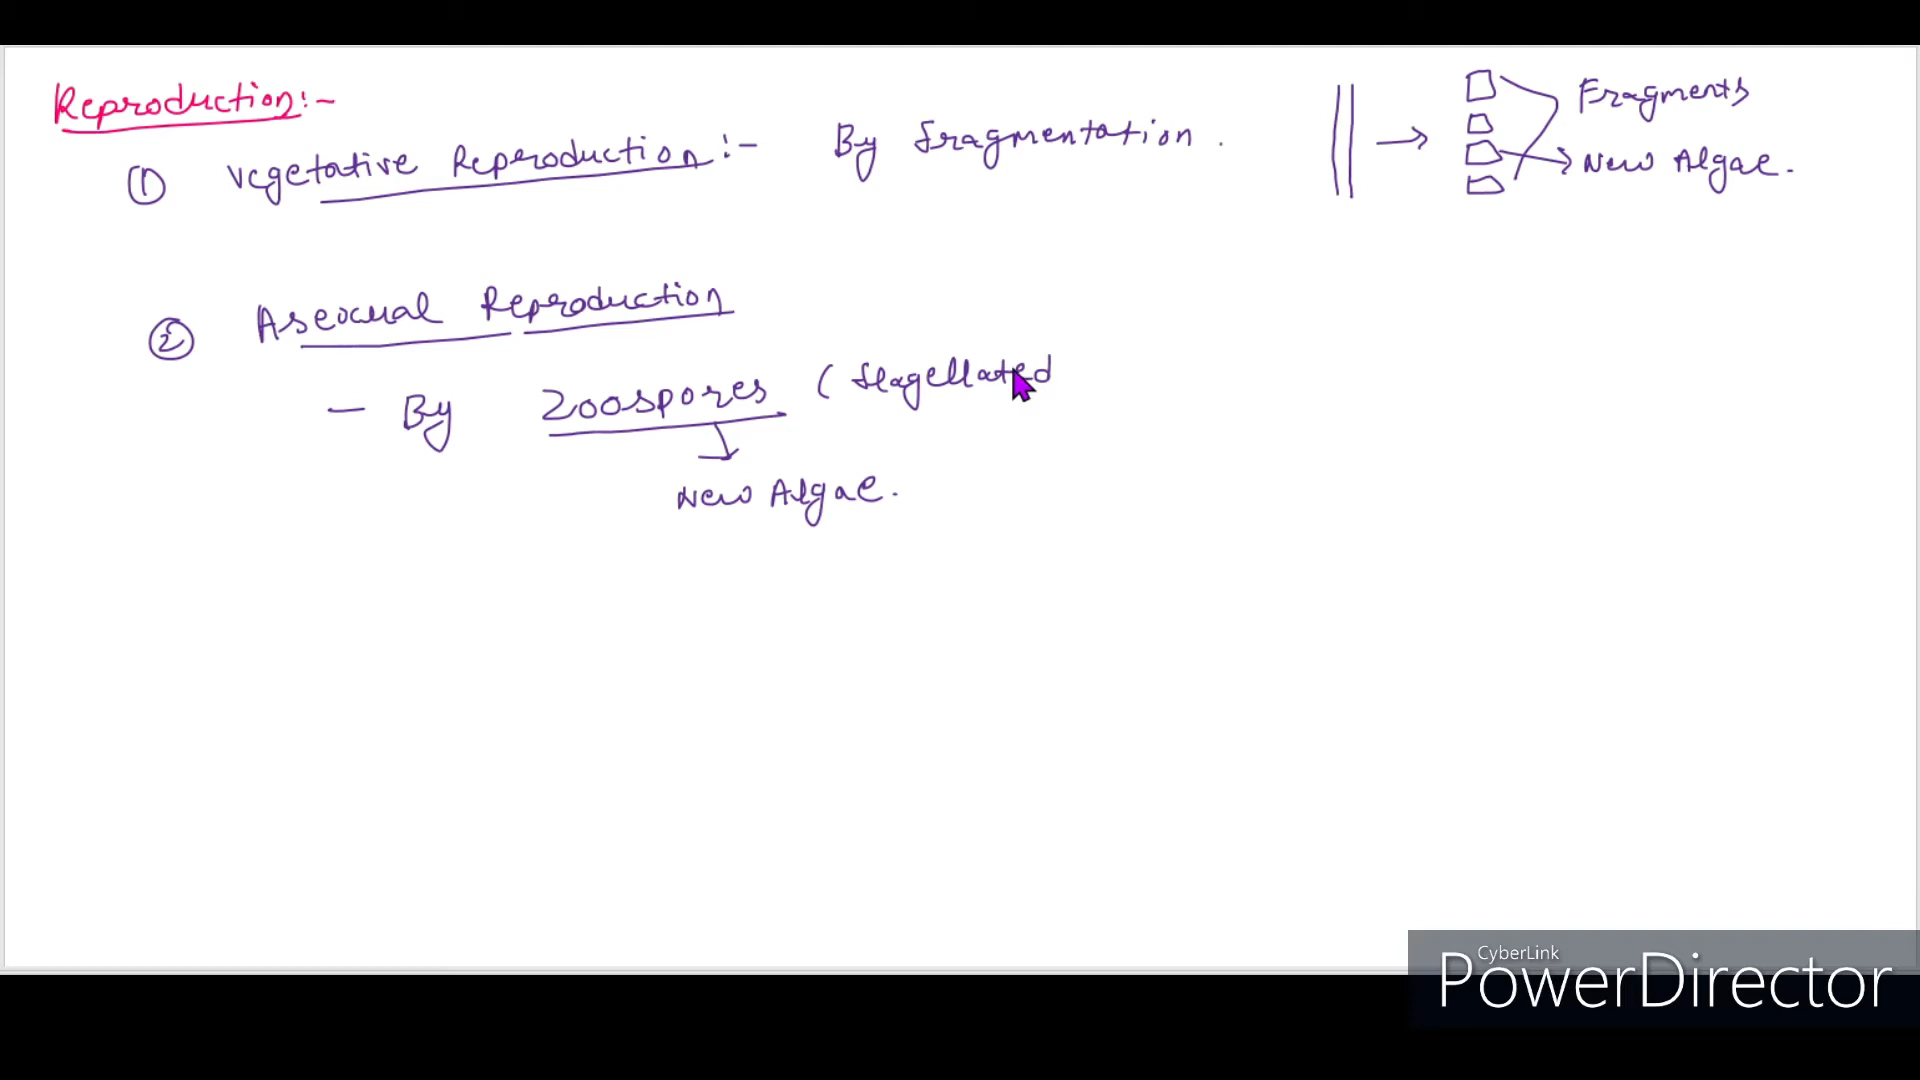 Reproduction:-
① Vegetative Reproduction:- By fragmentation. → Fragments
→ New Algae.
② Asexual Reproduction
- By Zoospores (flagellated
↓
New Algae.
CyberLink
PowerDirector